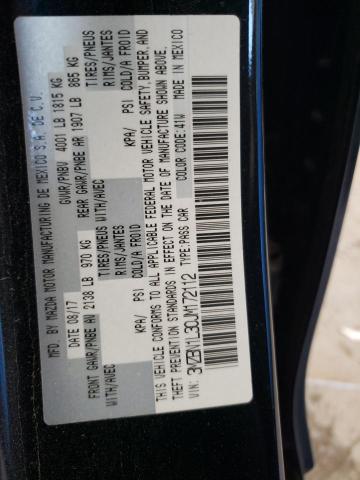 MFD. BY MAZDA MOTOR MANUFACTURING DE MEXICO S.A. DE C.V.
DATE 08/17 GVWR/PNBV 4001 LB 1815 KG
FRONT GAWR/PNBE AV 2138 LB 970 KG REAR GAWR/PNBE AR 1907 LB 865 KG
TIRES/PNEUS TIRES/PNEUS
WITH/AVEC RIMS/JANTES WITH/AVEC RIMS/JANTES
KPA/ PSI COLD/A FROID KPA/ PSI COLD/A FROID
THIS VEHICLE CONFORMS TO ALL APPLICABLE FEDERAL MOTOR VEHICLE SAFETY, BUMPER, AND
THEFT PREVENTION STANDARDS IN EFFECT ON THE DATE OF MANUFACTURE SHOWN ABOVE.
VIN: 3MZBN1L30JM172112 TYPE:PASS CAR COLOR CODE:41W MADE IN MEXICO